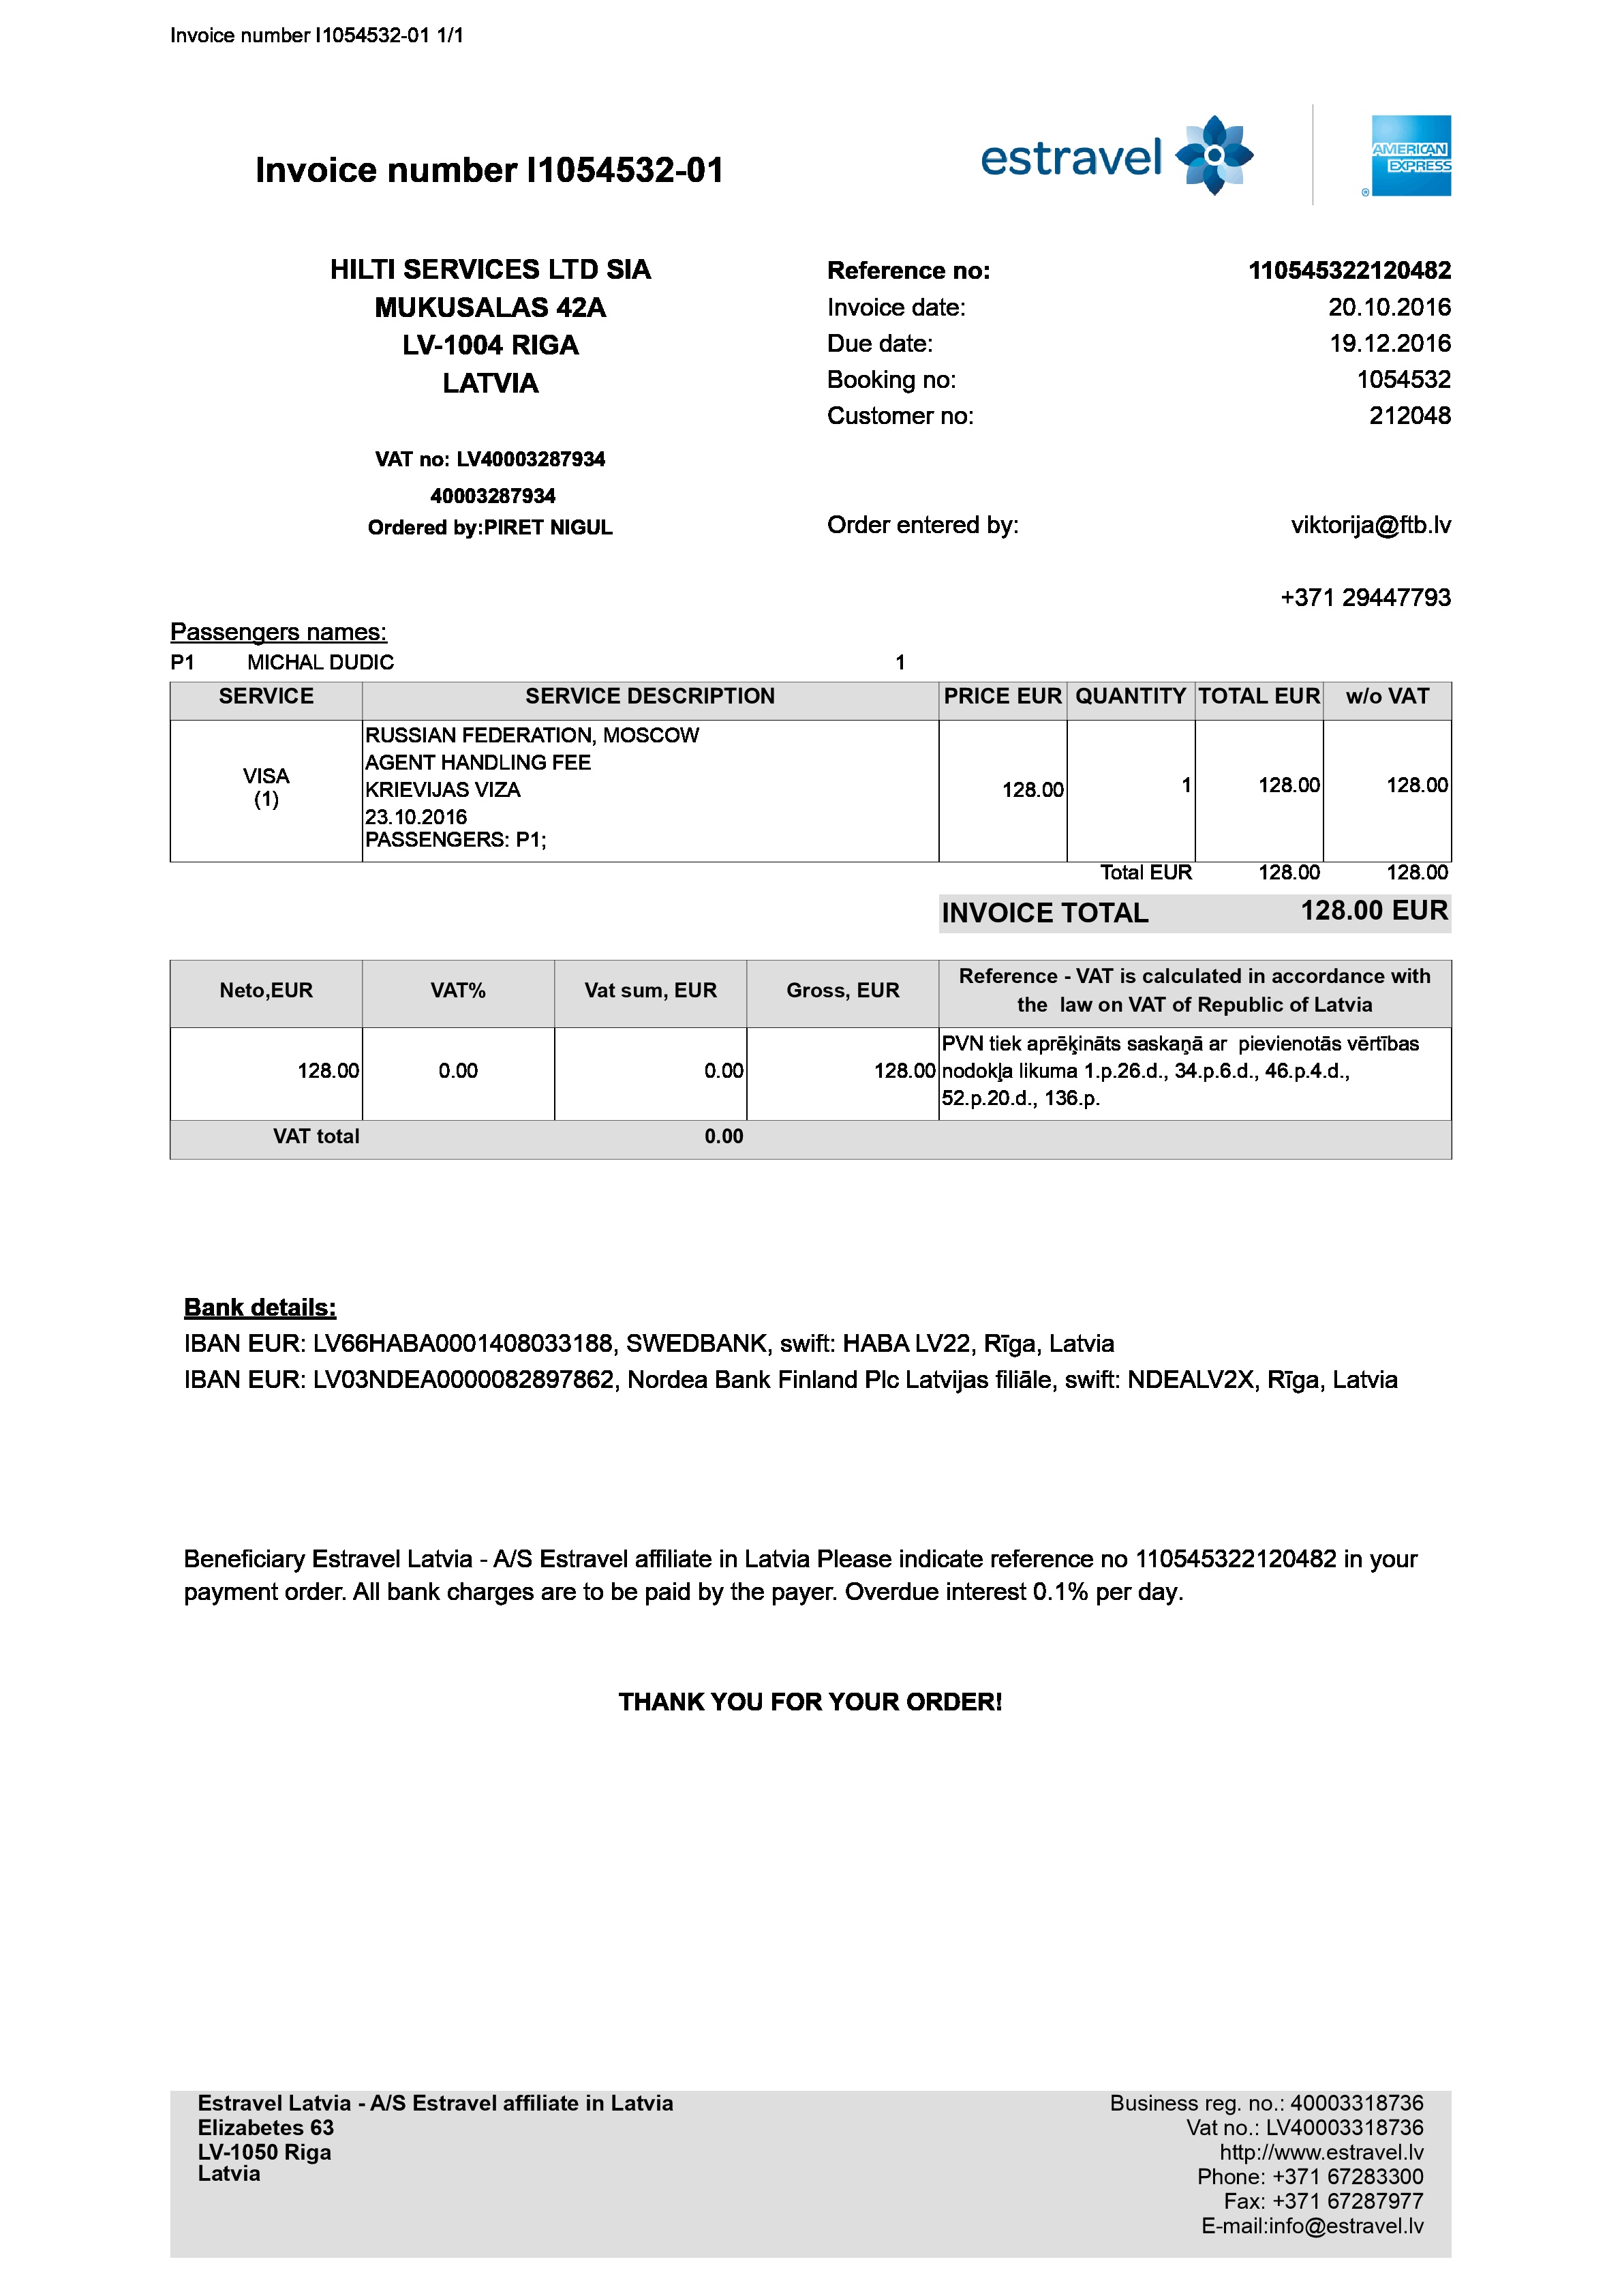 Invoice number I1054532-01 1/1
Invoice number I1054532-01
estravel
AMERICAN
EXPRESS
®
HILTI SERVICES LTD SIA
MUKUSALAS 42A
LV-1004 RIGA
LATVIA
VAT no: LV40003287934
40003287934
Ordered by:PIRET NIGUL
Reference no: 110545322120482
Invoice date: 20.10.2016
Due date: 19.12.2016
Booking no: 1054532
Customer no: 212048
Order entered by: viktorija@ftb.lv
+371 29447793
Passengers names:
P1 MICHAL DUDIC 1
SERVICE SERVICE DESCRIPTION PRICE EUR QUANTITY TOTAL EUR w/o VAT
VISA
(1)
RUSSIAN FEDERATION, MOSCOW
AGENT HANDLING FEE
KRIEVIJAS VIZA
23.10.2016
PASSENGERS: P1;
128.00 1 128.00 128.00
Total EUR 128.00 128.00
INVOICE TOTAL 128.00 EUR
Neto,EUR VAT% Vat sum, EUR Gross, EUR
Reference - VAT is calculated in accordance with
the law on VAT of Republic of Latvia
128.00 0.00 0.00 128.00
PVN tiek aprēķināts saskaņā ar pievienotās vērtības
nodokļa likuma 1.p.26.d., 34.p.6.d., 46.p.4.d.,
52.p.20.d., 136.p.
VAT total 0.00
Bank details:
IBAN EUR: LV66HABA0001408033188, SWEDBANK, swift: HABA LV22, Rīga, Latvia
IBAN EUR: LV03NDEA0000082897862, Nordea Bank Finland Plc Latvijas filiāle, swift: NDEALV2X, Rīga, Latvia
Beneficiary Estravel Latvia - A/S Estravel affiliate in Latvia Please indicate reference no 110545322120482 in your
payment order. All bank charges are to be paid by the payer. Overdue interest 0.1% per day.
THANK YOU FOR YOUR ORDER!
Estravel Latvia - A/S Estravel affiliate in Latvia
Elizabetes 63
LV-1050 Riga
Latvia
Business reg. no.: 40003318736
Vat no.: LV40003318736
http://www.estravel.lv
Phone: +371 67283300
Fax: +371 67287977
E-mail:info@estravel.lv